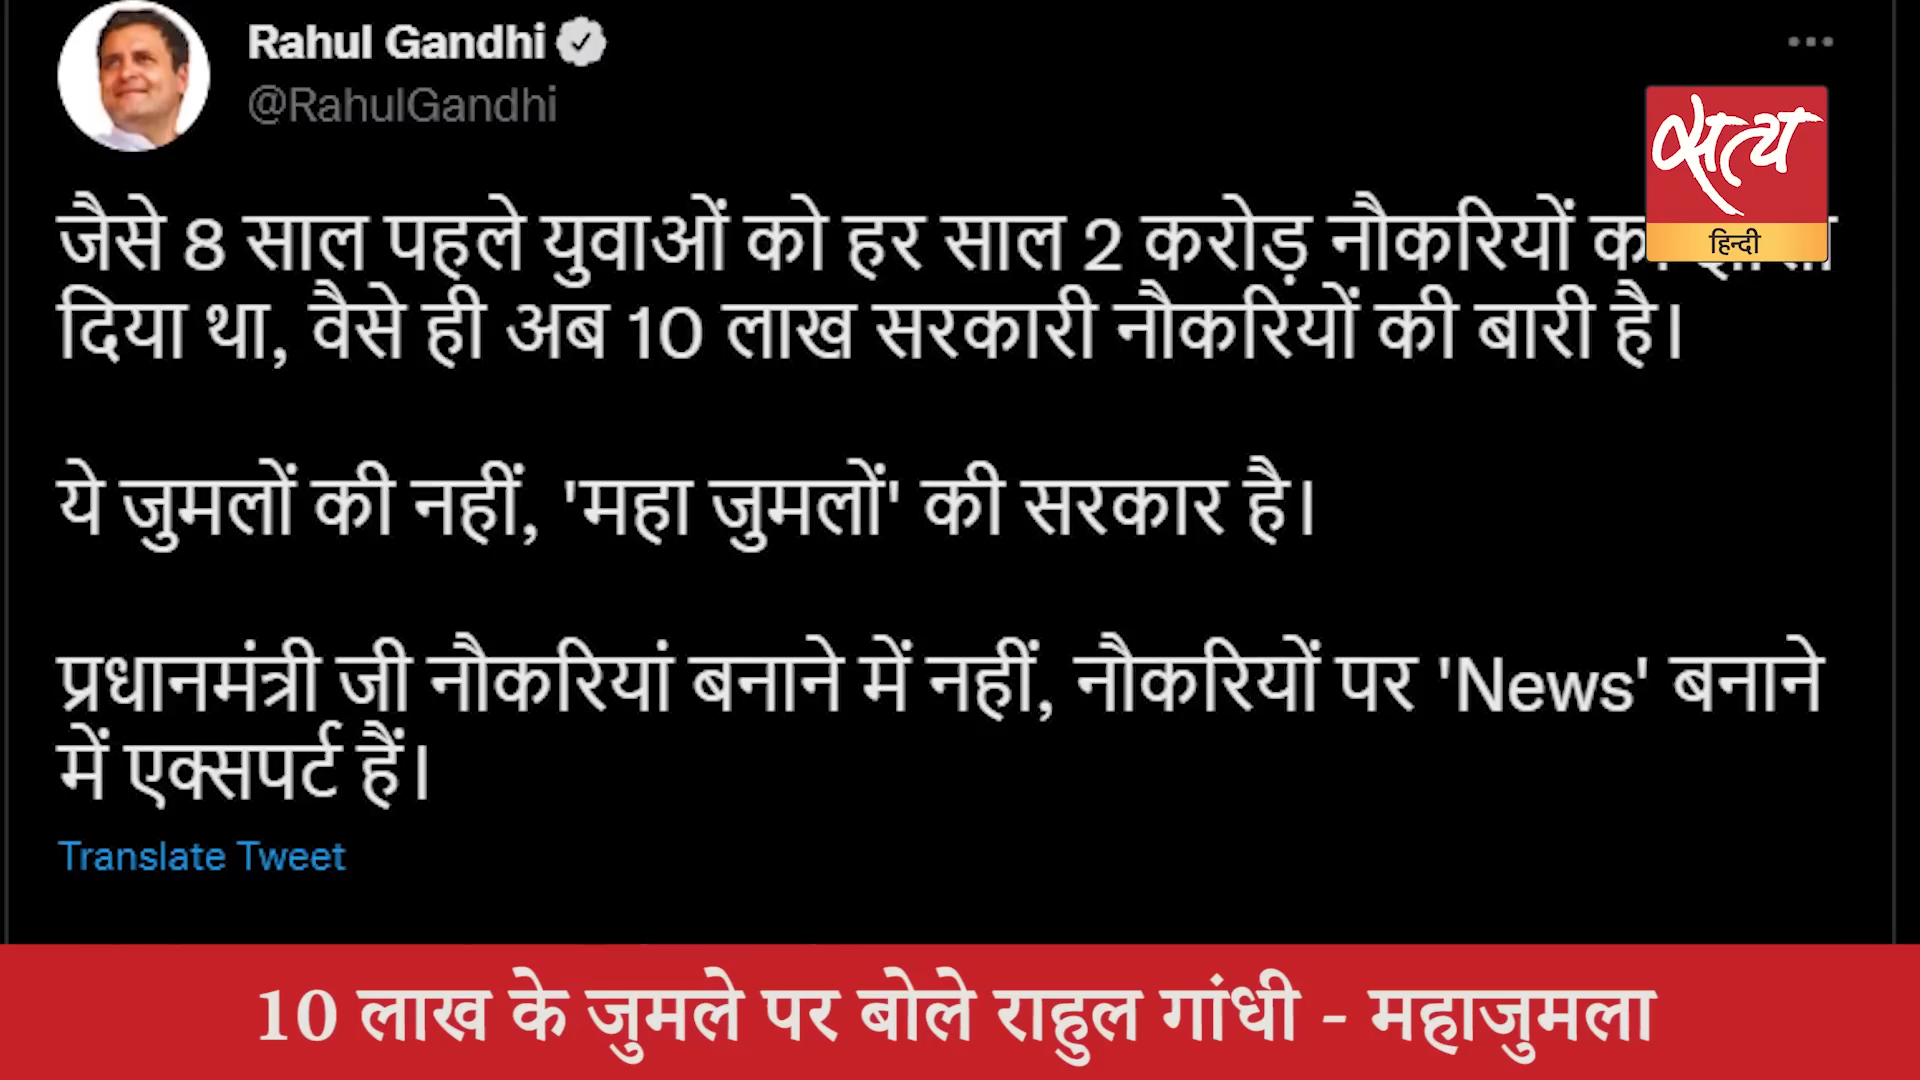 Rahul Gandhi
@RahulGandhi
सत्य
हिन्दी
जैसे 8 साल पहले युवाओं को हर साल 2 करोड़ नौकरियों
दिया था, वैसे ही अब 10 लाख सरकारी नौकरियों की बारी है।
ये जुमलों की नहीं, 'महा जुमलों' की सरकार है।
प्रधानमंत्री जी नौकरियां बनाने में नहीं, नौकरियों पर 'News' बनाने
में एक्सपर्ट हैं।
Translate Tweet
10 लाख के जुमले पर बोले राहुल गांधी - महाजुमला